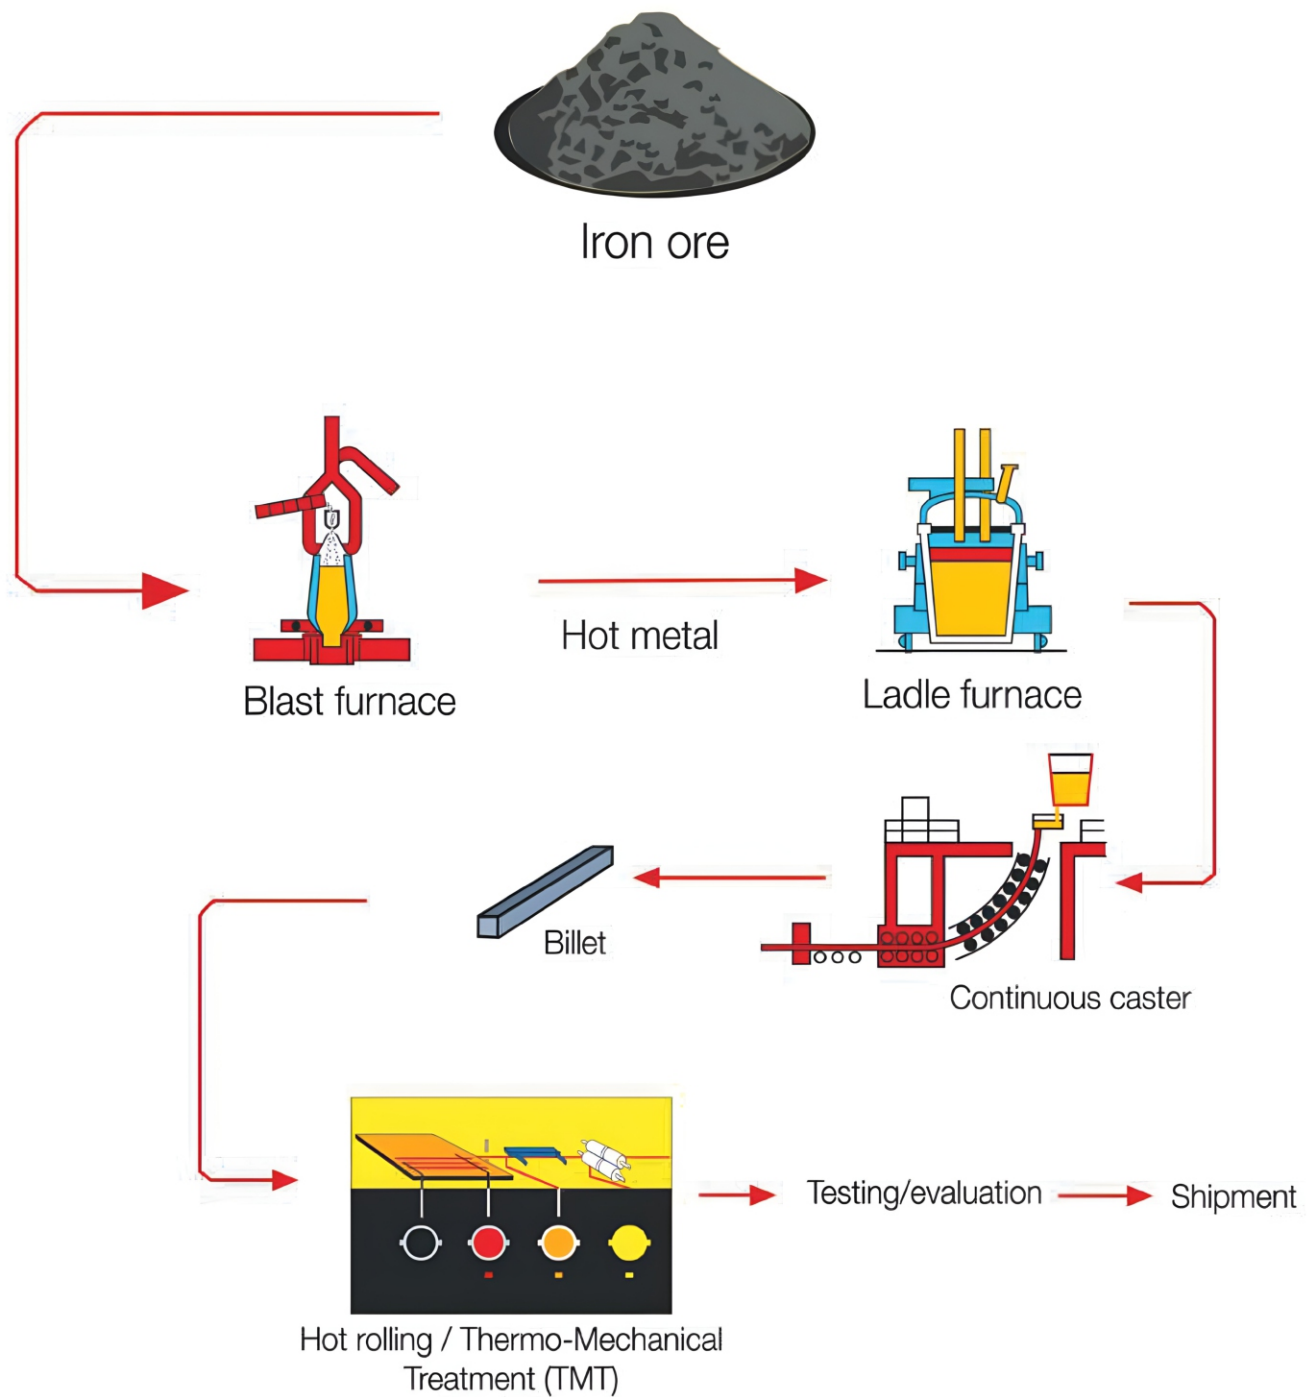 Iron ore
Blast furnace
Hot metal
Ladle furnace
Billet
Continuous caster
Hot rolling / Thermo-Mechanical
Treatment (TMT)
Testing/evaluation
Shipment